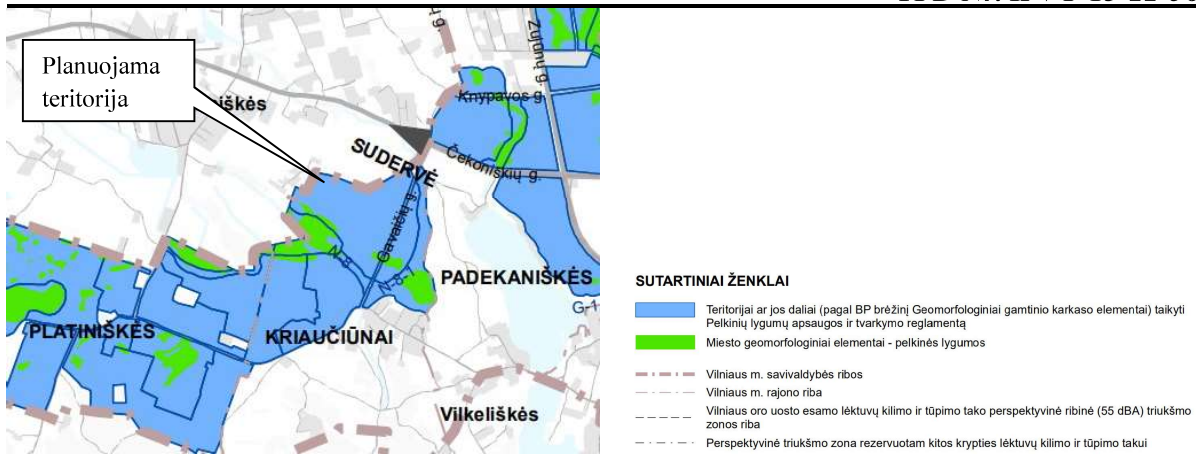 Planuojama
teritorija
iškės
Zujūnų g.
Knypavos g.
SUDERVĖ
Čekoniškių g.
Gavaičių g.
N-8
N-8-1
PADEKANIŠKĖS
G-1
PLATINIŠKĖS
KRIAUČIŪNAI
Vilkeliškės
SUTARTINIAI ŽENKLAI
Teritorijai ar jos daliai (pagal BP brėžinį Geomorfologiniai gamtinio karkaso elementai) taikyti
Pelkinių lygumų apsaugos ir tvarkymo reglamentą
Miesto geomorfologiniai elementai - pelkinės lygumos
Vilniaus m. savivaldybės ribos
Vilniaus m. rajono riba
Vilniaus oro uosto esamo lėktuvų kilimo ir tūpimo tako perspektyvinė ribinė (55 dBA) triukšmo
zonos riba
Perspektyvinė triukšmo zona rezervuotam kitos krypties lėktuvų kilimo ir tūpimo takui